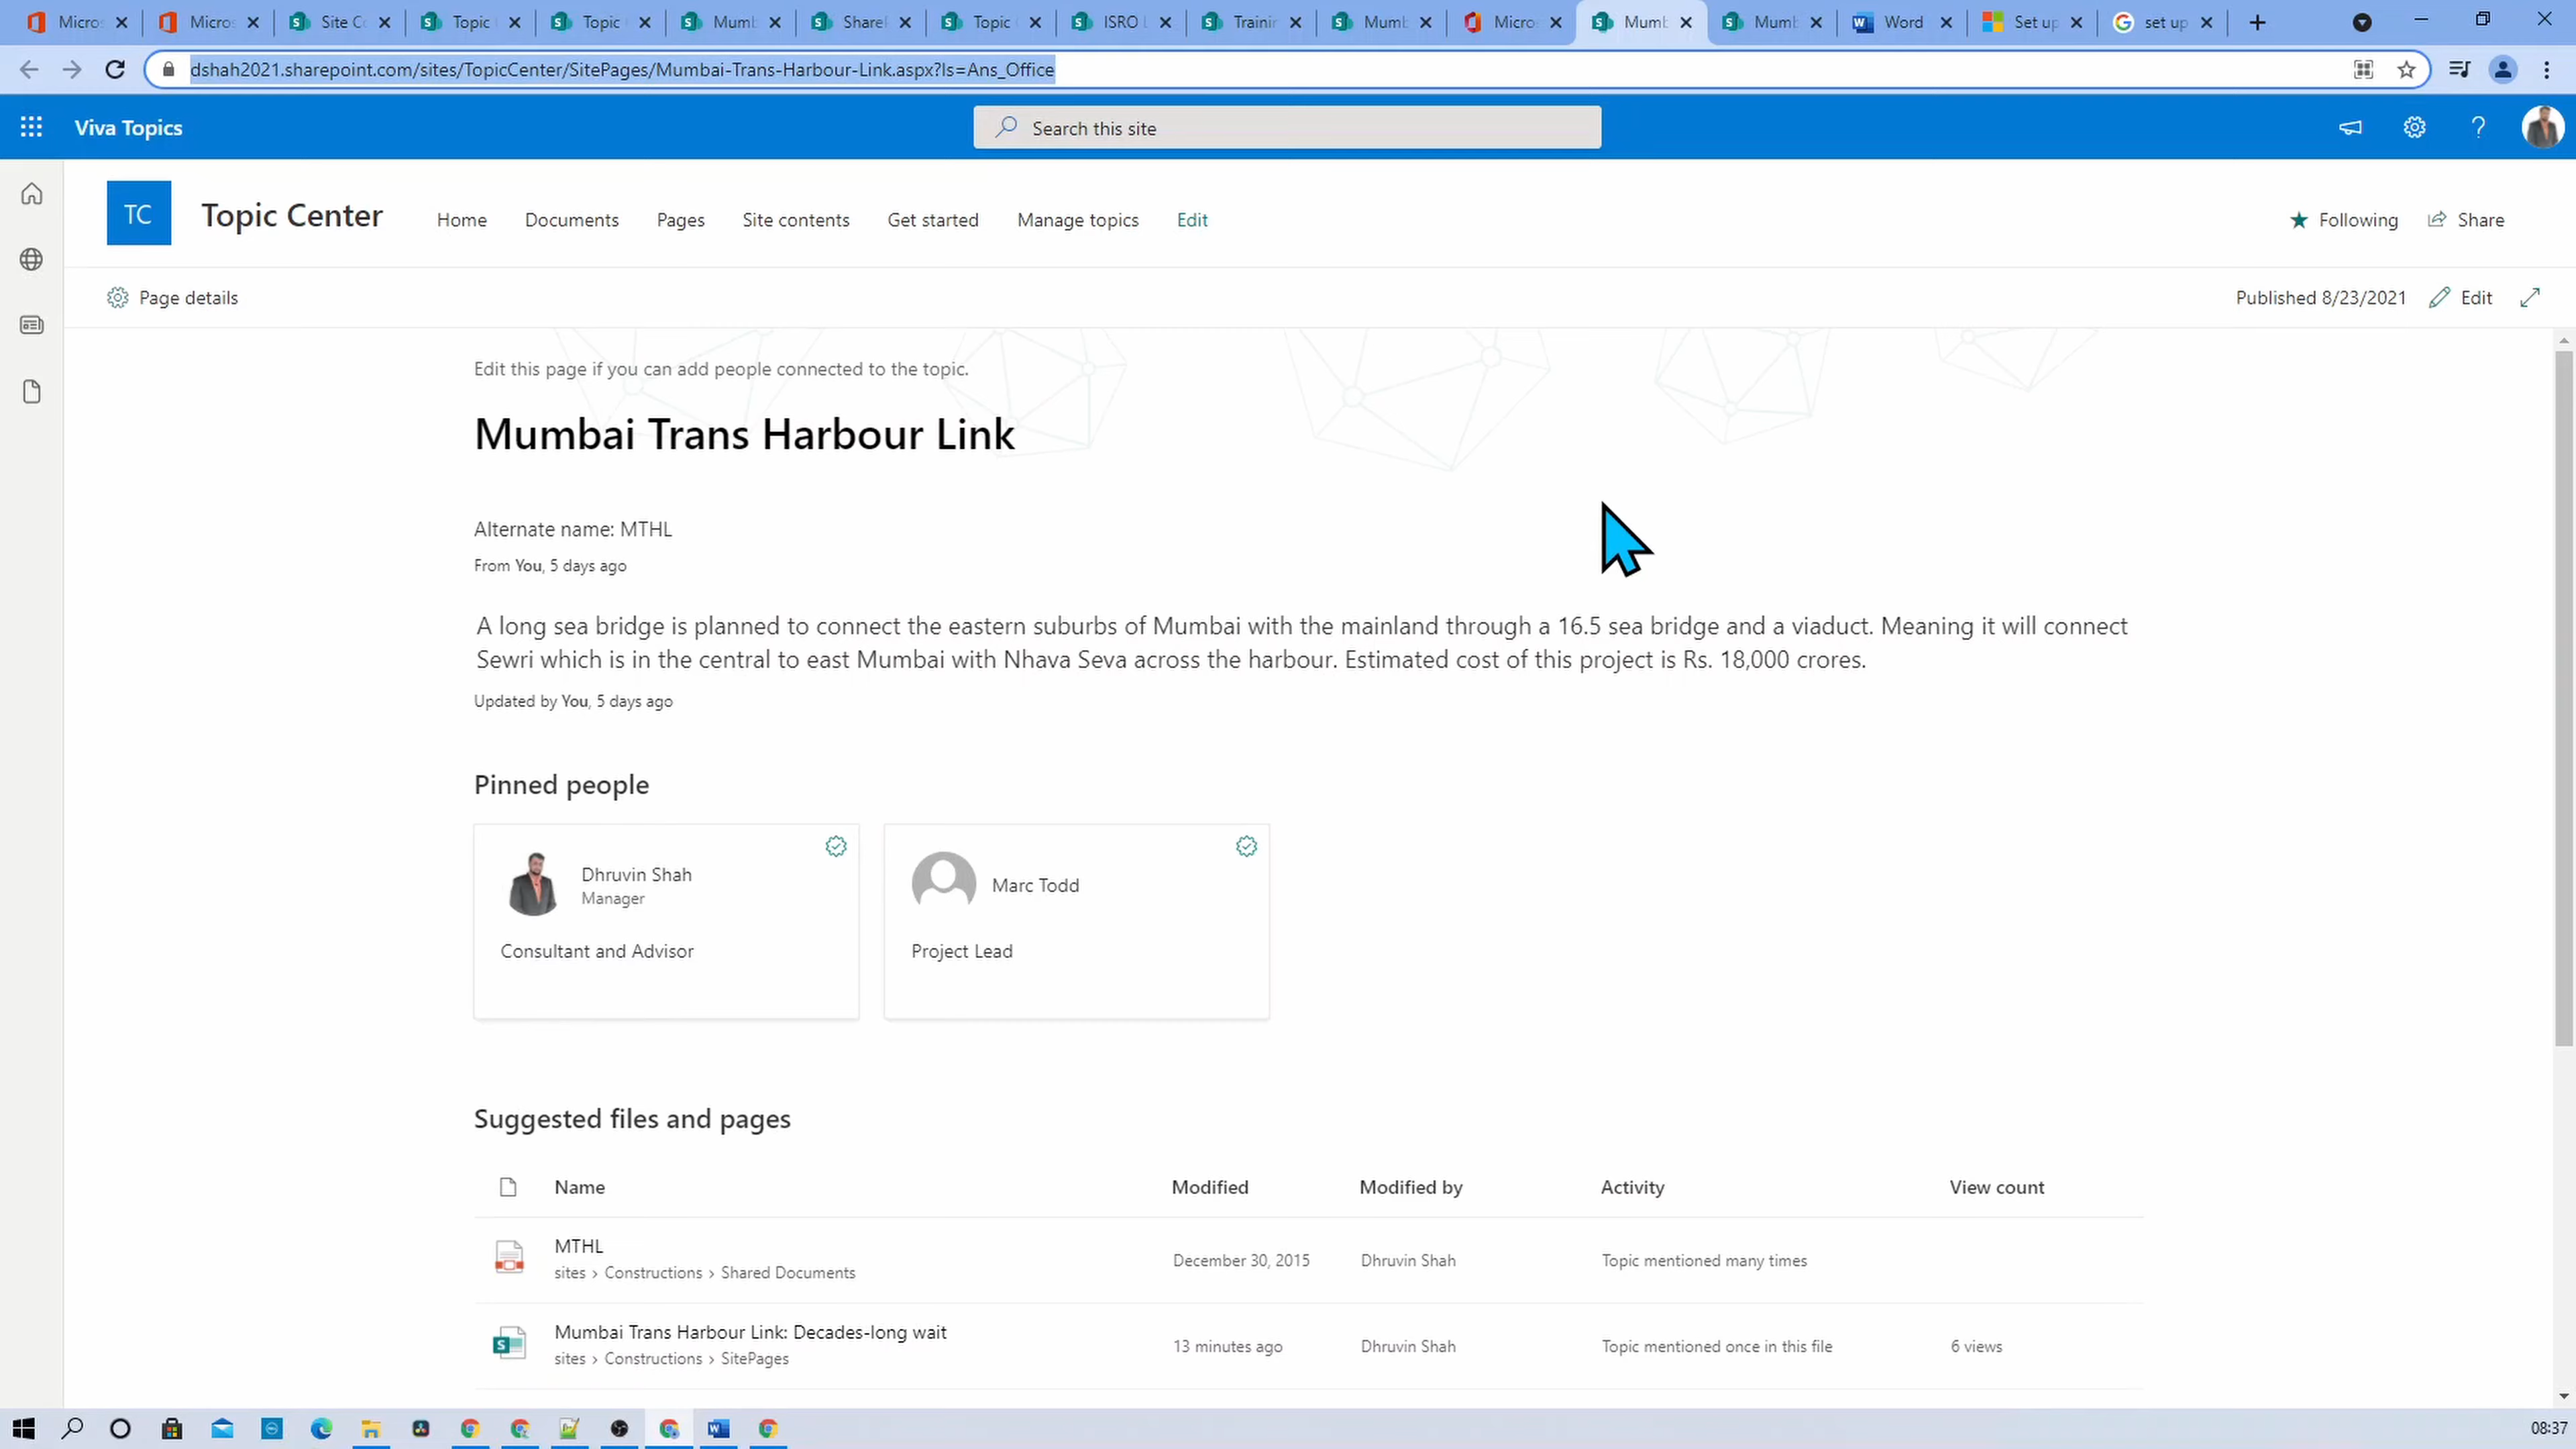 Micros
Micros
Site Co
Topic
Topic
Mumb
ShareP
Topic
ISRO L
Trainin
Mumb
Micro
Mumb
Mumb
Word
Set up
set up
dshah2021.sharepoint.com/sites/TopicCenter/SitePages/Mumbai-Trans-Harbour-Link.aspx?ls=Ans_Office
Viva Topics
Search this site
TC
Topic Center
Home
Documents
Pages
Site contents
Get started
Manage topics
Edit
Following
Share
Page details
Published 8/23/2021
Edit
Edit this page if you can add people connected to the topic.
Mumbai Trans Harbour Link
Alternate name: MTHL
From You, 5 days ago
A long sea bridge is planned to connect the eastern suburbs of Mumbai with the mainland through a 16.5 sea bridge and a viaduct. Meaning it will connect
Sewri which is in the central to east Mumbai with Nhava Seva across the harbour. Estimated cost of this project is Rs. 18,000 crores.
Updated by You, 5 days ago
Pinned people
Dhruvin Shah
Manager
Consultant and Advisor
Marc Todd
Project Lead
Suggested files and pages
Name Modified Modified by Activity View count
MTHL
sites > Constructions > Shared Documents
December 30, 2015 Dhruvin Shah Topic mentioned many times
Mumbai Trans Harbour Link: Decades-long wait
sites > Constructions > SitePages
13 minutes ago Dhruvin Shah Topic mentioned once in this file 6 views
08:37